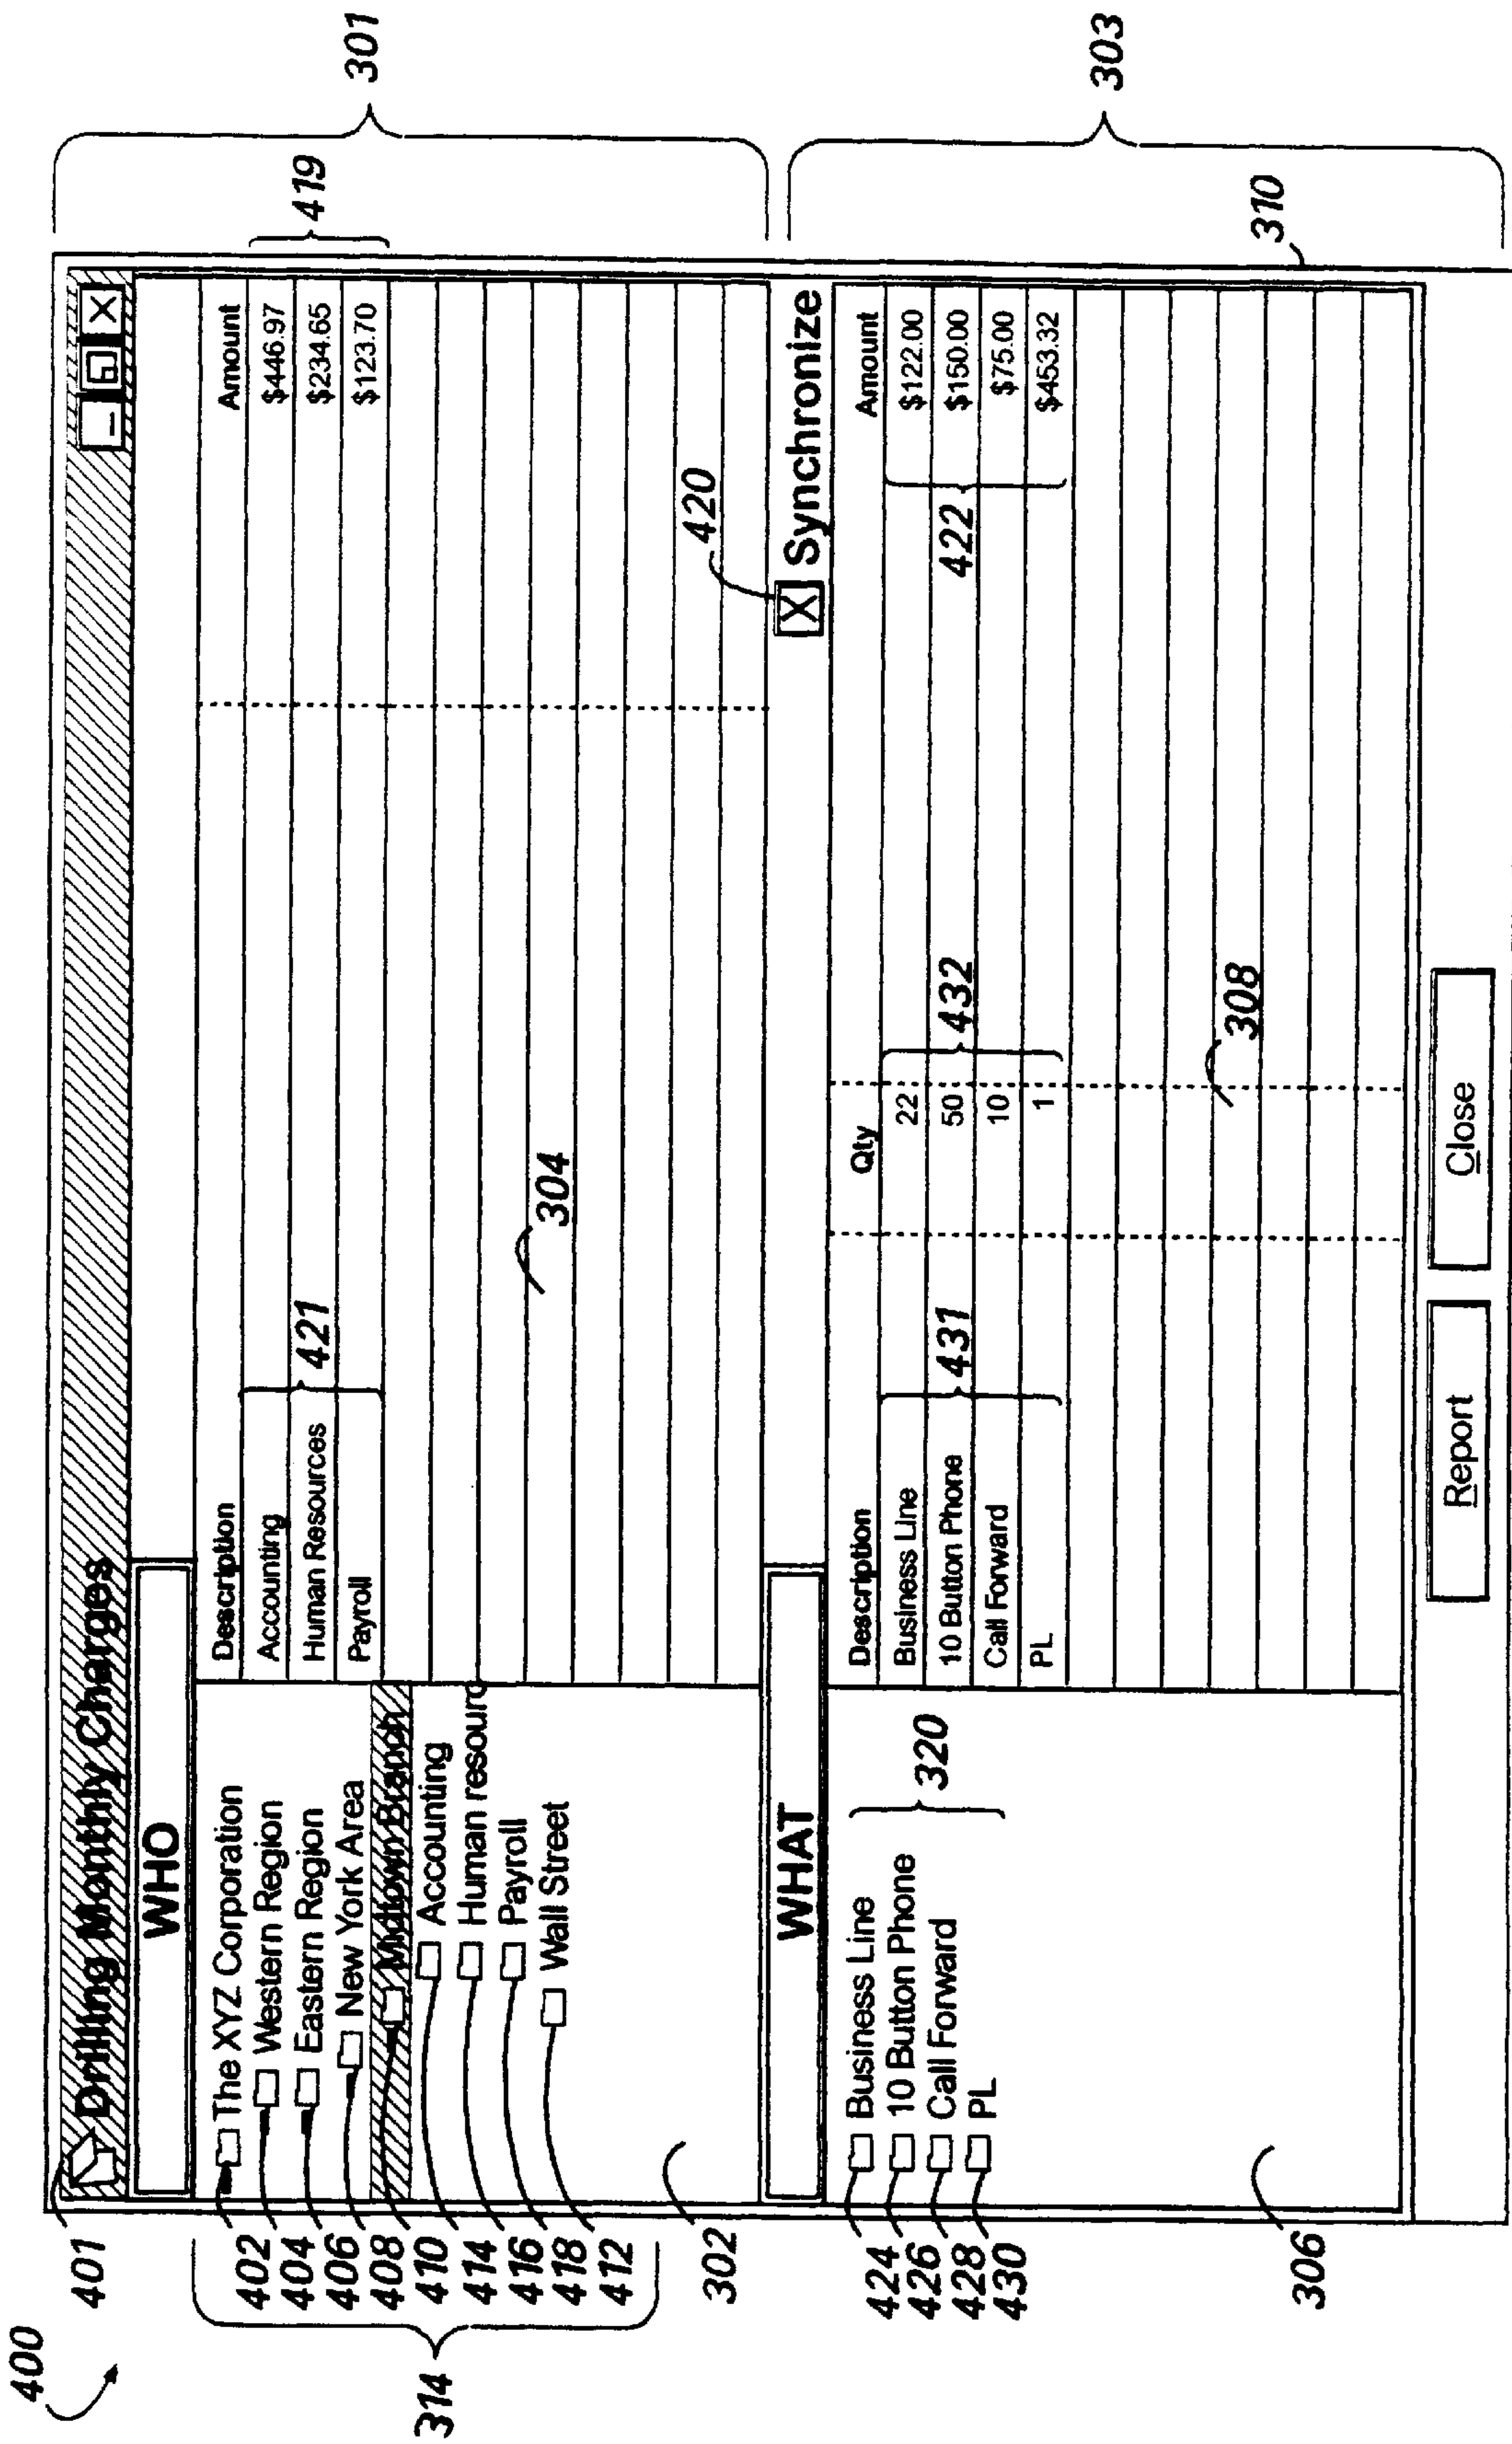 400
401
Drilling Monthly Charges
301
WHO
314
402
404
406
408
410
414
416
418
412
The XYZ Corporation
Western Region
Eastern Region
New York Area
Midtown Branch
Accounting
Human resourc
Payroll
Wall Street
302
Description Amount
Accounting $446.97
Human Resources $234.65
Payroll $123.70
421
419
304
420
WHAT
X Synchronize
303
310
424
426
428
430
Business Line
10 Button Phone
Call Forward
PL
320
306
Description Qty Amount
Business Line 22 $122.00
10 Button Phone 50 $150.00
Call Forward 10 $75.00
PL 1 $453.32
431
432
422
308
Report Close